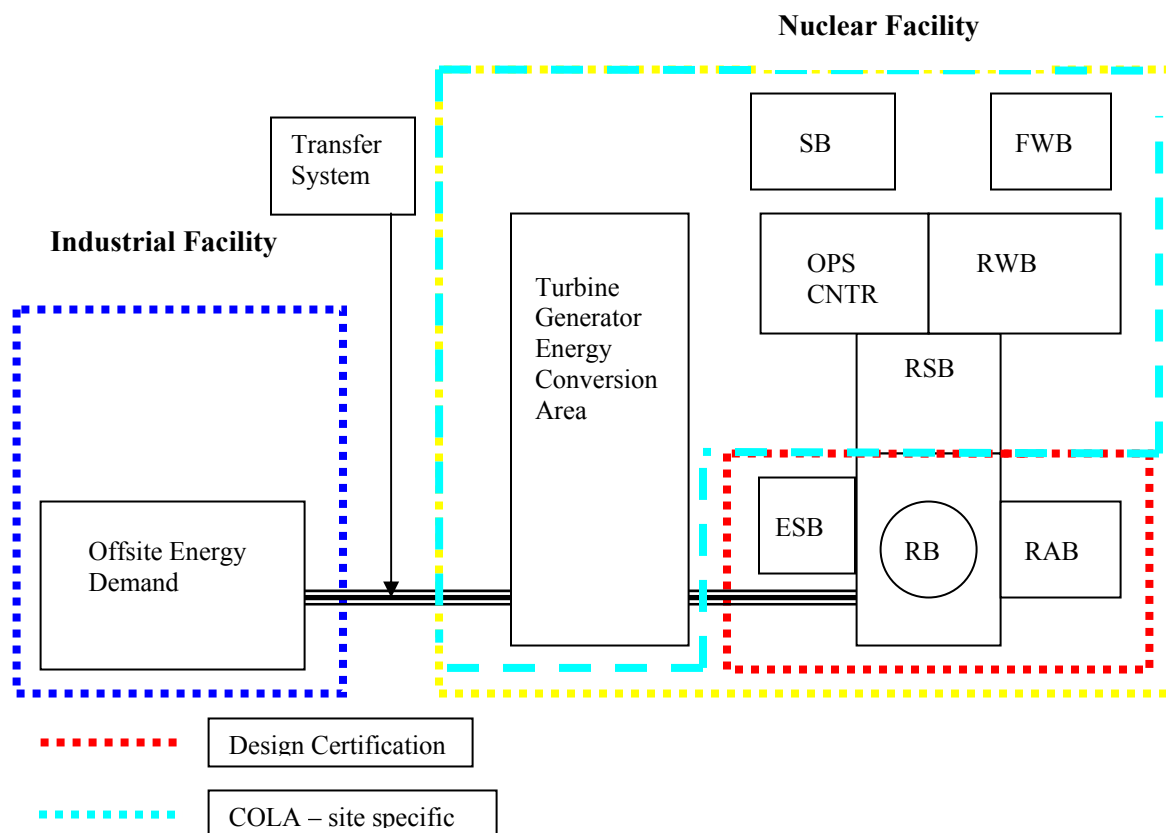 Nuclear Facility
Transfer
System
SB
FWB
Industrial Facility
Turbine
Generator
Energy
Conversion
Area
OPS
CNTR
RWB
RSB
Offsite Energy
Demand
ESB
RB
RAB
Design Certification
COLA – site specific